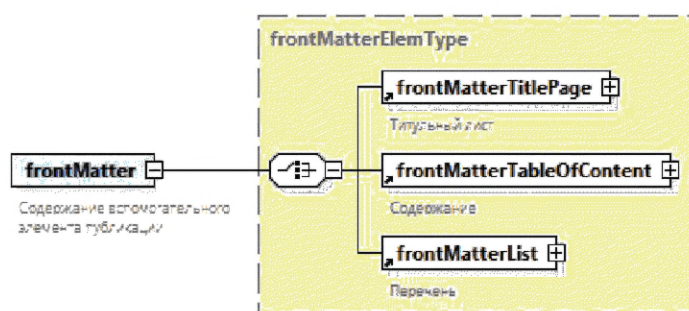 frontMatterElemType
frontMatterTitlePage
Титульный лист
frontMatter
frontMatterTableOfContent
Содержание вспомогательного
элемента публикации
Содержание
frontMatterList
Перечень